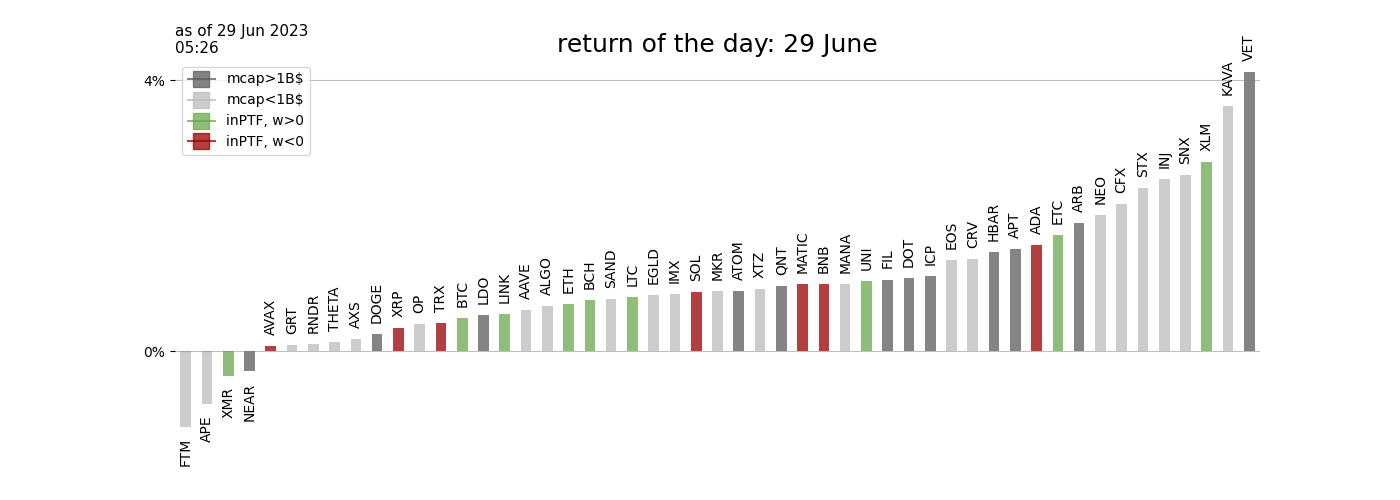 as of 29 Jun 2023
05:26
return of the day: 29 June
4%
0%
mcap>1B$
mcap<1B$
inPTF, w>0
inPTF, w<0
FTM
APE
XMR
NEAR
AVAX
GRT
RNDR
THETA
AXS
DOGE
XRP
OP
TRX
BTC
LDO
LINK
AAVE
ALGO
ETH
BCH
SAND
LTC
EGLD
IMX
SOL
MKR
ATOM
XTZ
QNT
MATIC
BNB
MANA
UNI
FIL
DOT
ICP
EOS
CRV
HBAR
APT
ADA
ETC
ARB
NEO
CFX
STX
INJ
SNX
XLM
KAVA
VET